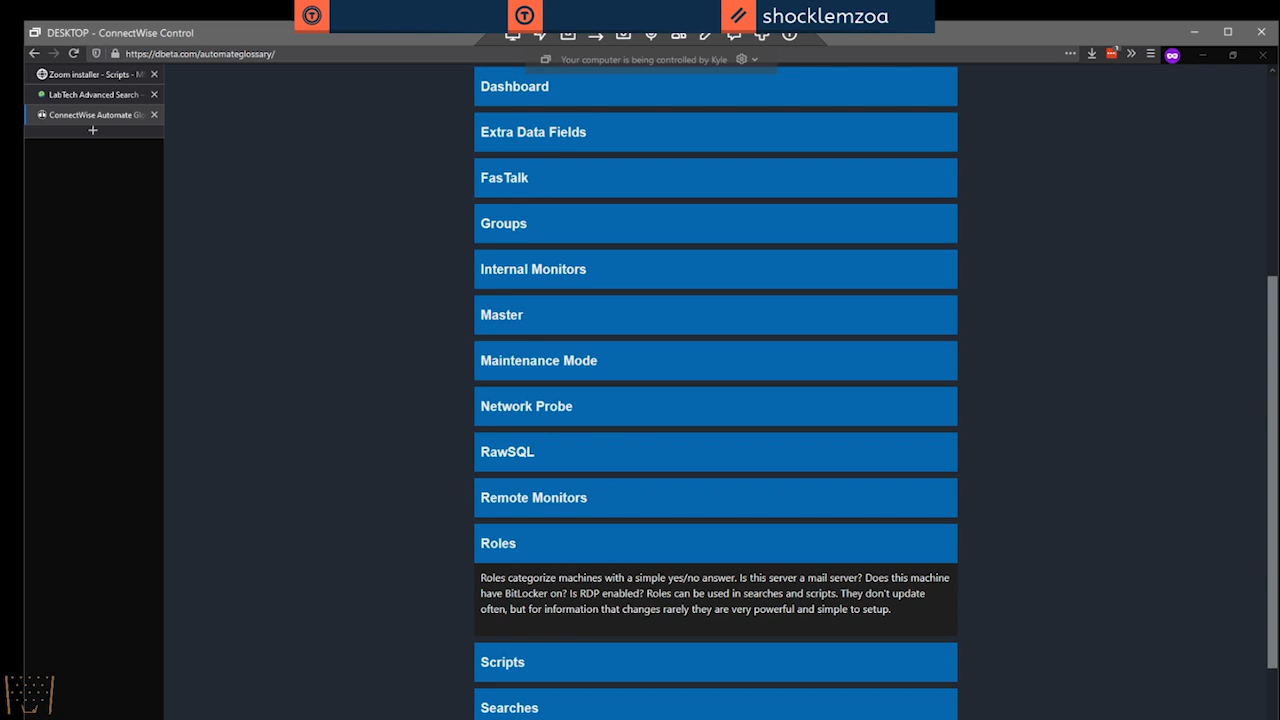 shocklemzoa
DESKTOP - ConnectWise Control
https://dbeta.com/automateglossary/
Your computer is being controlled by Kyle
Zoom installer - Scripts - M
LabTech Advanced Search -
ConnectWise Automate Glo
Dashboard
Extra Data Fields
FasTalk
Groups
Internal Monitors
Master
Maintenance Mode
Network Probe
RawSQL
Remote Monitors
Roles
Roles categorize machines with a simple yes/no answer. Is this server a mail server? Does this machine
have BitLocker on? Is RDP enabled? Roles can be used in searches and scripts. They don't update
often, but for information that changes rarely they are very powerful and simple to setup.
Scripts
Searches